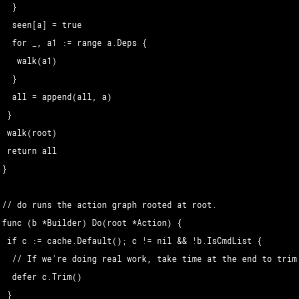 }
seen[a] = true
for _, a1 := range a.Deps {
walk(a1)
}
all = append(all, a)
}
walk(root)
return all
}
// do runs the action graph rooted at root.
func (b *Builder) Do(root *Action) {
if c := cache.Default(); c != nil && !b.IsCmdList {
// If we're doing real work, take time at the end to trim
defer c.Trim()
}